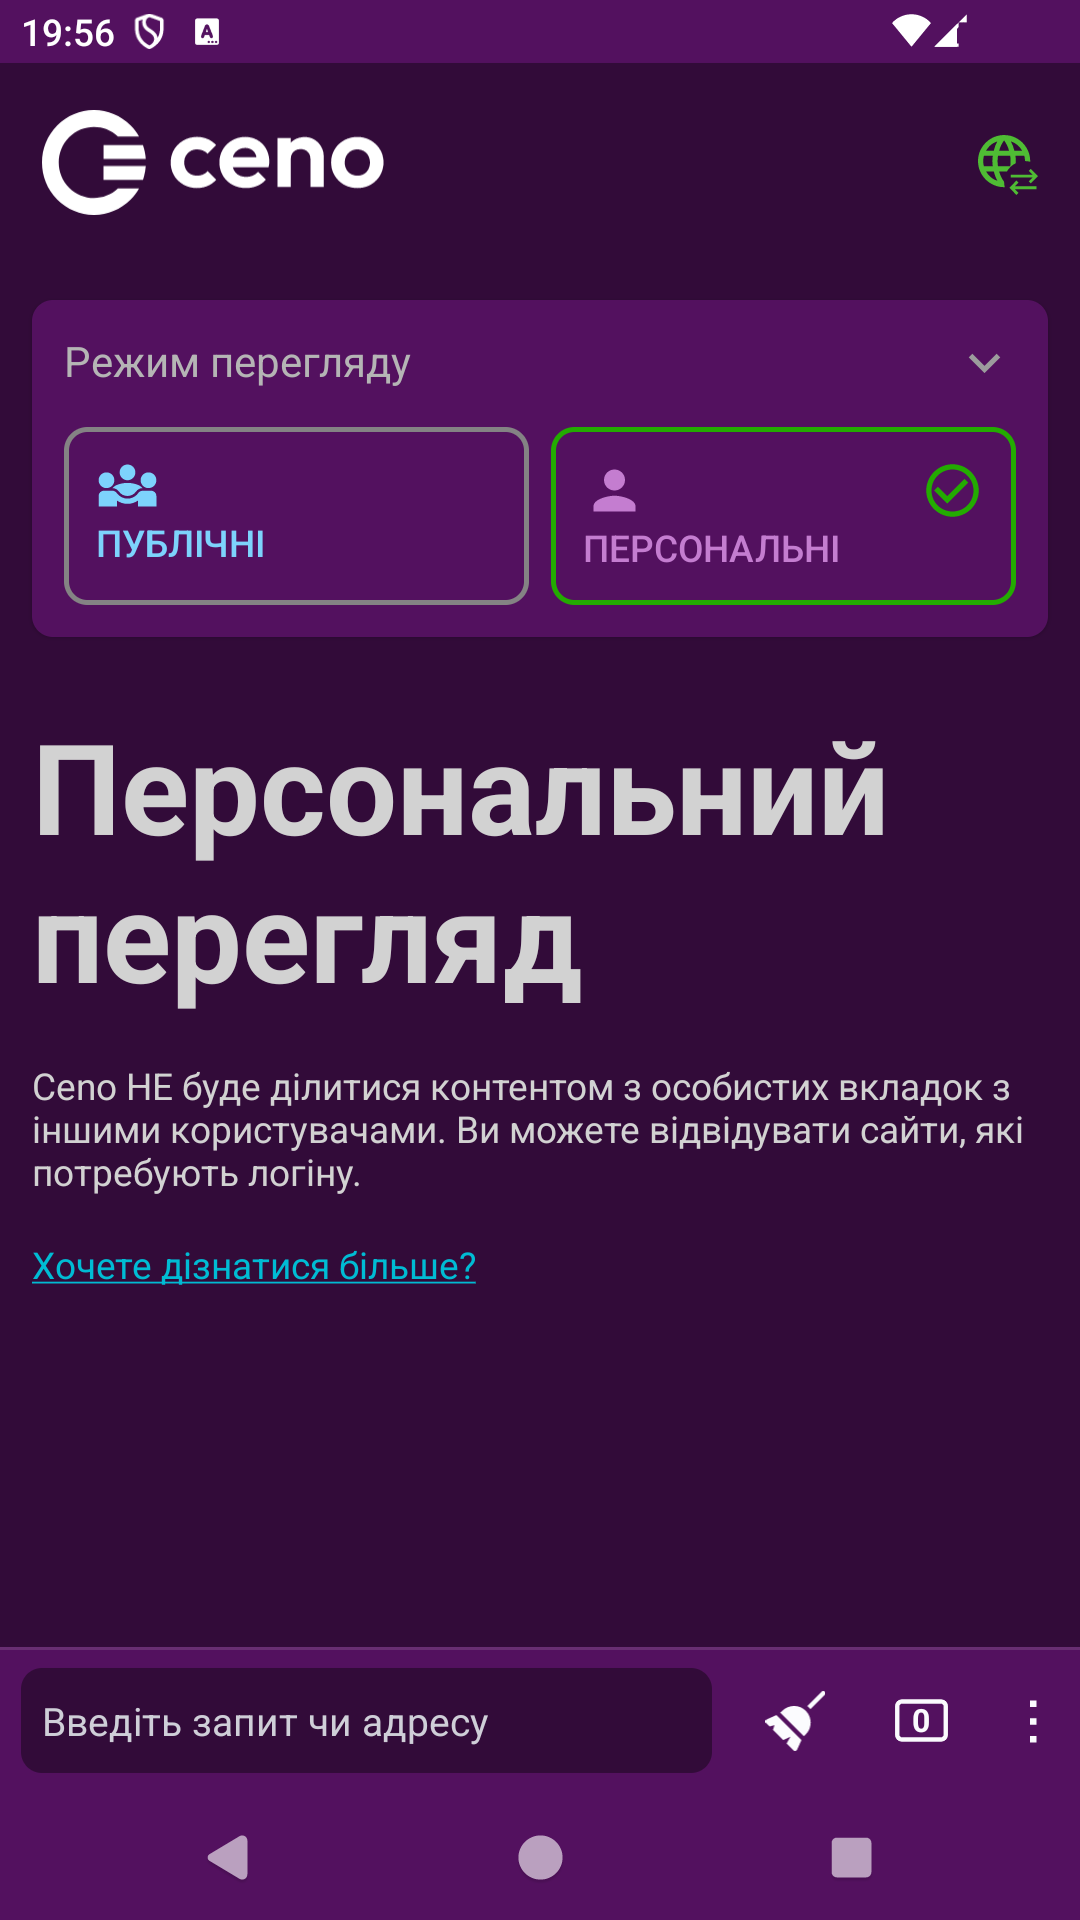 19:56
ceno
Режим перегляду
ПУБЛІЧНІ
ПЕРСОНАЛЬНІ
Персональний
перегляд
Ceno НЕ буде ділитися контентом з особистих вкладок з
іншими користувачами. Ви можете відвідувати сайти, які
потребують логіну.
Хочете дізнатися більше?
Введіть запит чи адресу
0